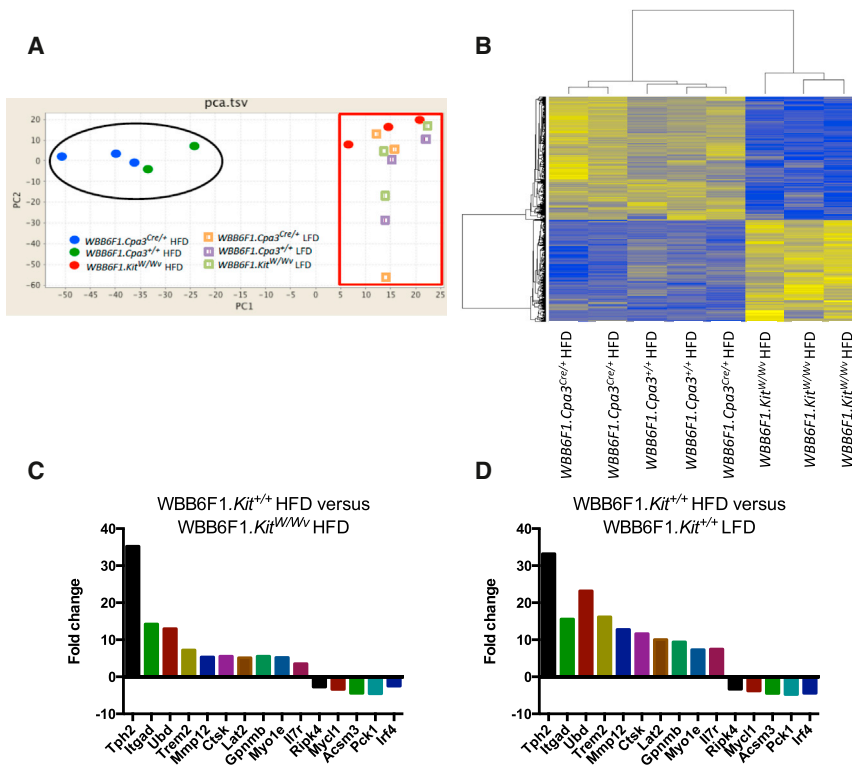 A
B
pca.tsv
PC2
20
10
0
-10
-20
-30
-40
-50
-60
WBB6F1.Cpa3Cre/+ HFD
WBB6F1.Cpa3+/+ HFD
WBB6F1.KitW/Wv HFD
WBB6F1.Cpa3Cre/+ LFD
WBB6F1.Cpa3+/+ LFD
WBB6F1.KitW/Wv LFD
-50 -45 -40 -35 -30 -25 -20 -15 -10 -5 0 5 10 15 20 25
PC1
WBB6F1.Cpa3Cre/+ HFD
WBB6F1.Cpa3Cre/+ HFD
WBB6F1.Cpa3+/+ HFD
WBB6F1.Cpa3+/+ HFD
WBB6F1.Cpa3Cre/+ HFD
WBB6F1.KitW/Wv HFD
WBB6F1.KitW/Wv HFD
WBB6F1.KitW/Wv HFD
C
WBB6F1.Kit+/+ HFD versus
WBB6F1.KitW/Wv HFD
Fold change
40
30
20
10
0
-10
Tph2 Itgad Ubd Trem2 Mmp12 Ctsk Lat2 Gpnmb Myo1e Il7r Ripk4 Mycl1 Acsm3 Pck1 Irf4
D
WBB6F1.Kit+/+ HFD versus
WBB6F1.Kit+/+ LFD
Fold change
40
30
20
10
0
-10
Tph2 Itgad Ubd Trem2 Mmp12 Ctsk Lat2 Gpnmb Myo1e Il7r Ripk4 Mycl1 Acsm3 Pck1 Irf4